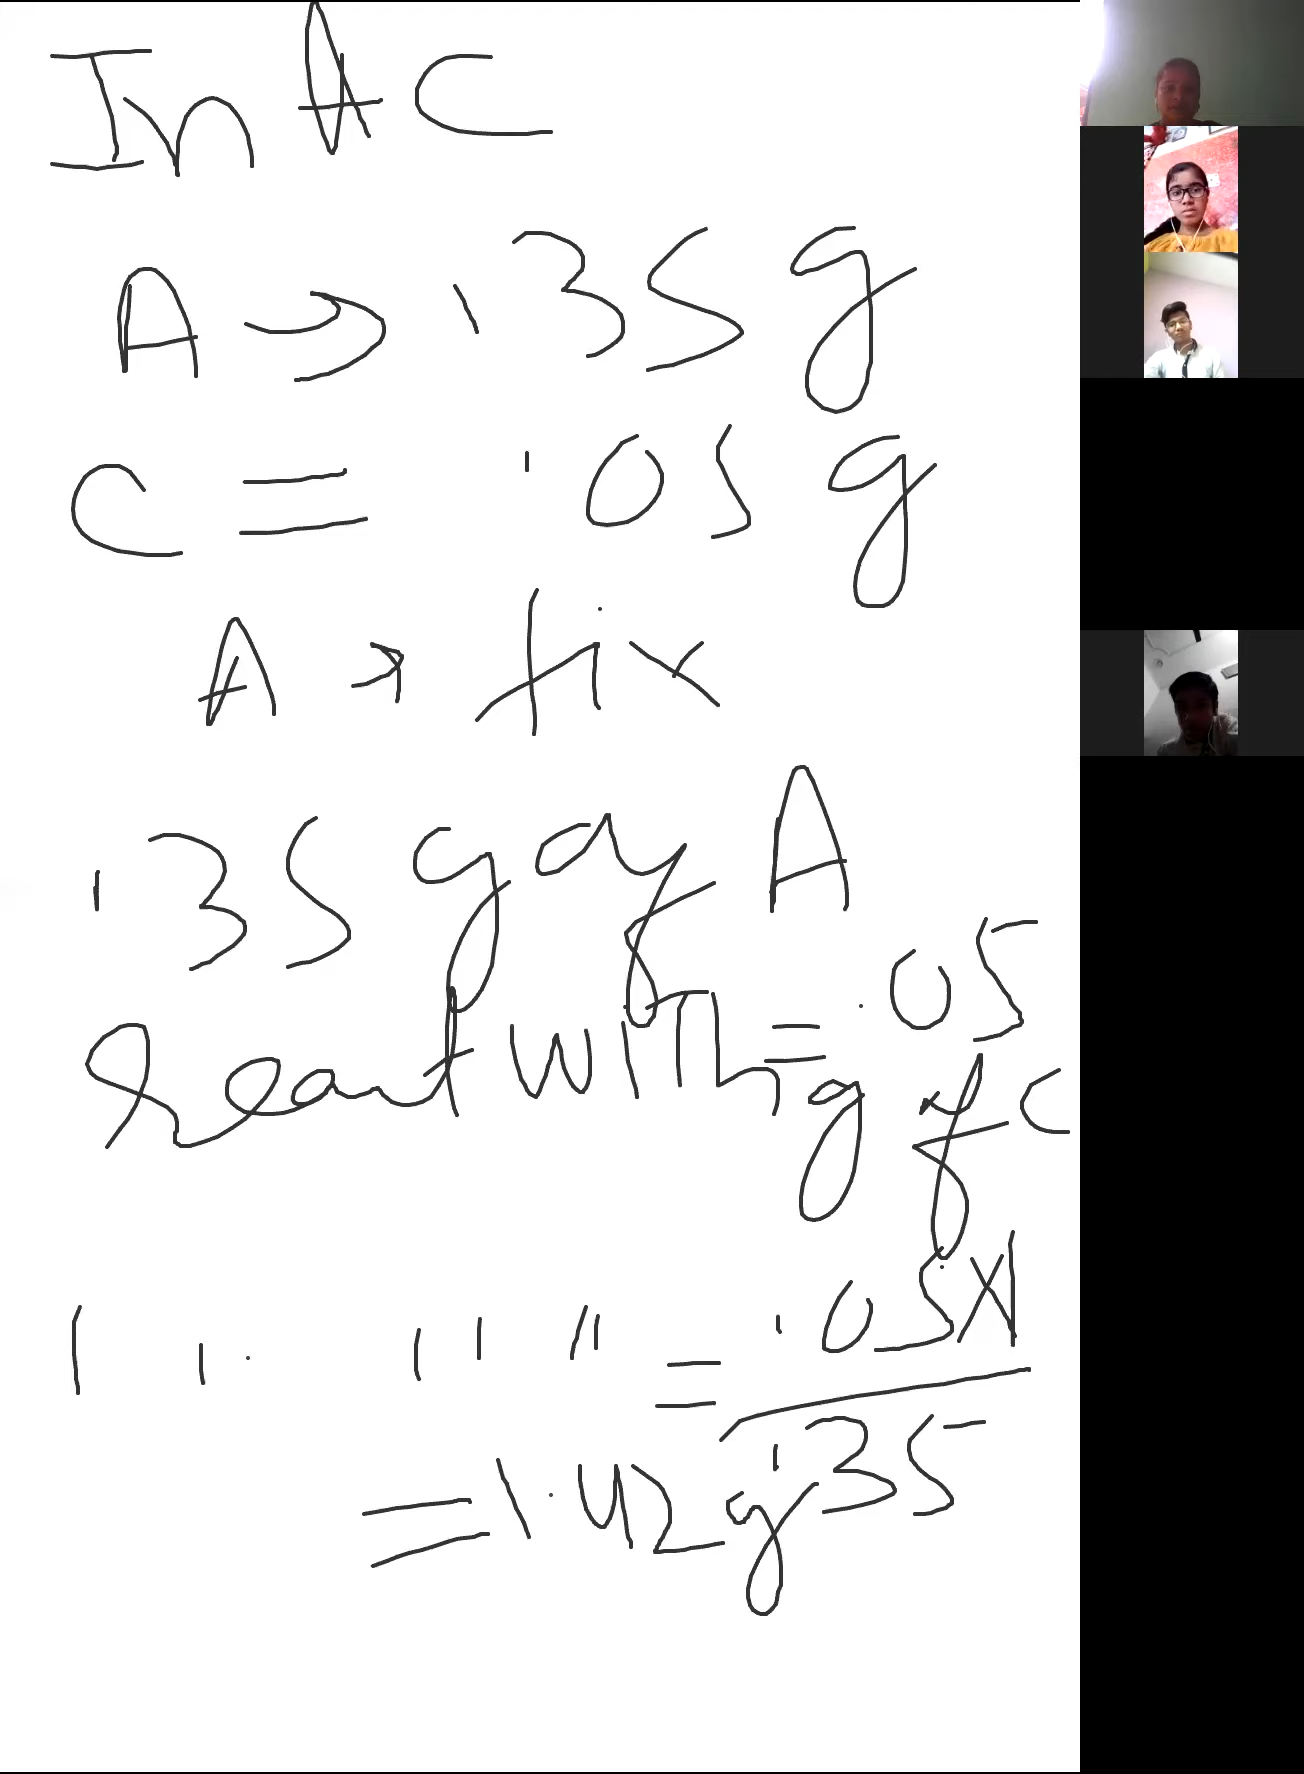 In AC
A → .35 g
C = .05 g
A → fix
.35 g of A
react with = .05
g of C
1 " " " = .05 x 1
.35
= 1.42 g